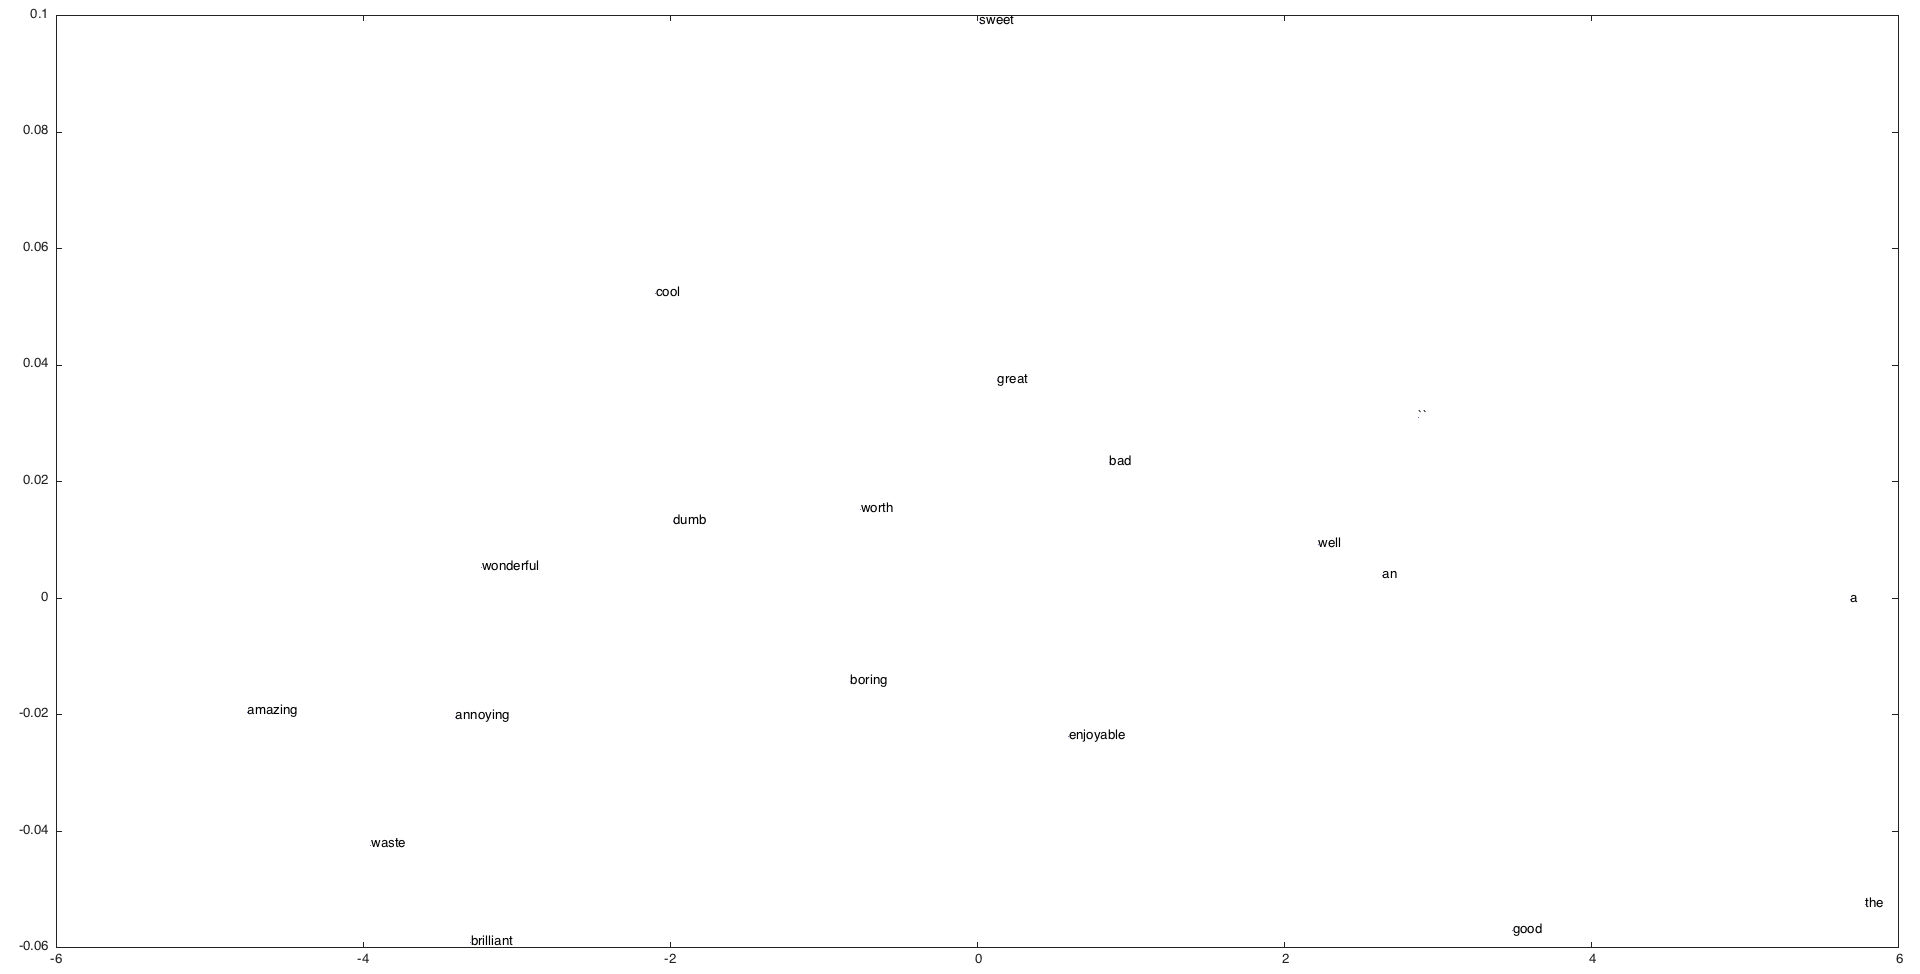 0.1
sweet
0.08
0.06
cool
0.04
great
``
bad
0.02
worth
dumb
well
wonderful
an
0
a
boring
amazing
annoying
-0.02
enjoyable
-0.04
waste
the
good
brilliant
-0.06
-6 -4 -2 0 2 4 6